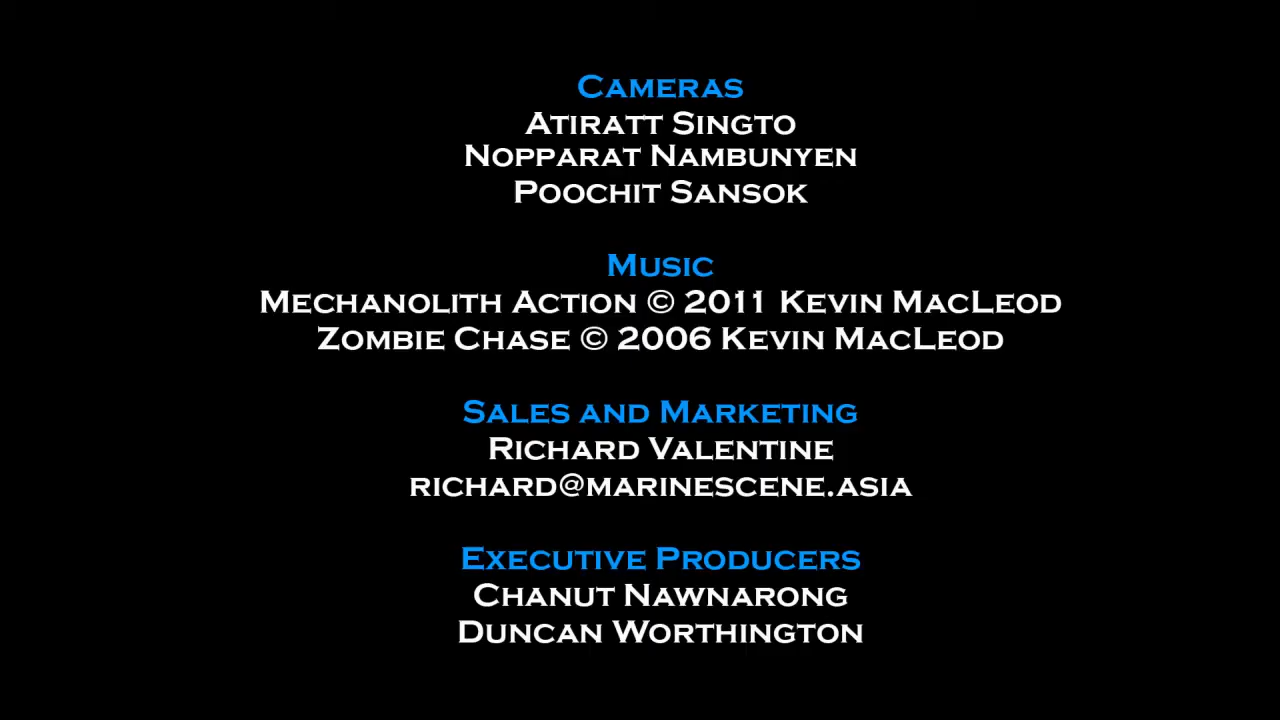 Cameras
Atiratt Singto
Nopparat Nambunyen
Poochit Sansok
Music
Mechanolith Action © 2011 Kevin MacLeod
Zombie Chase © 2006 Kevin MacLeod
Sales and Marketing
Richard Valentine
richard@marinescene.asia
Executive Producers
Chanut Nawnarong
Duncan Worthington